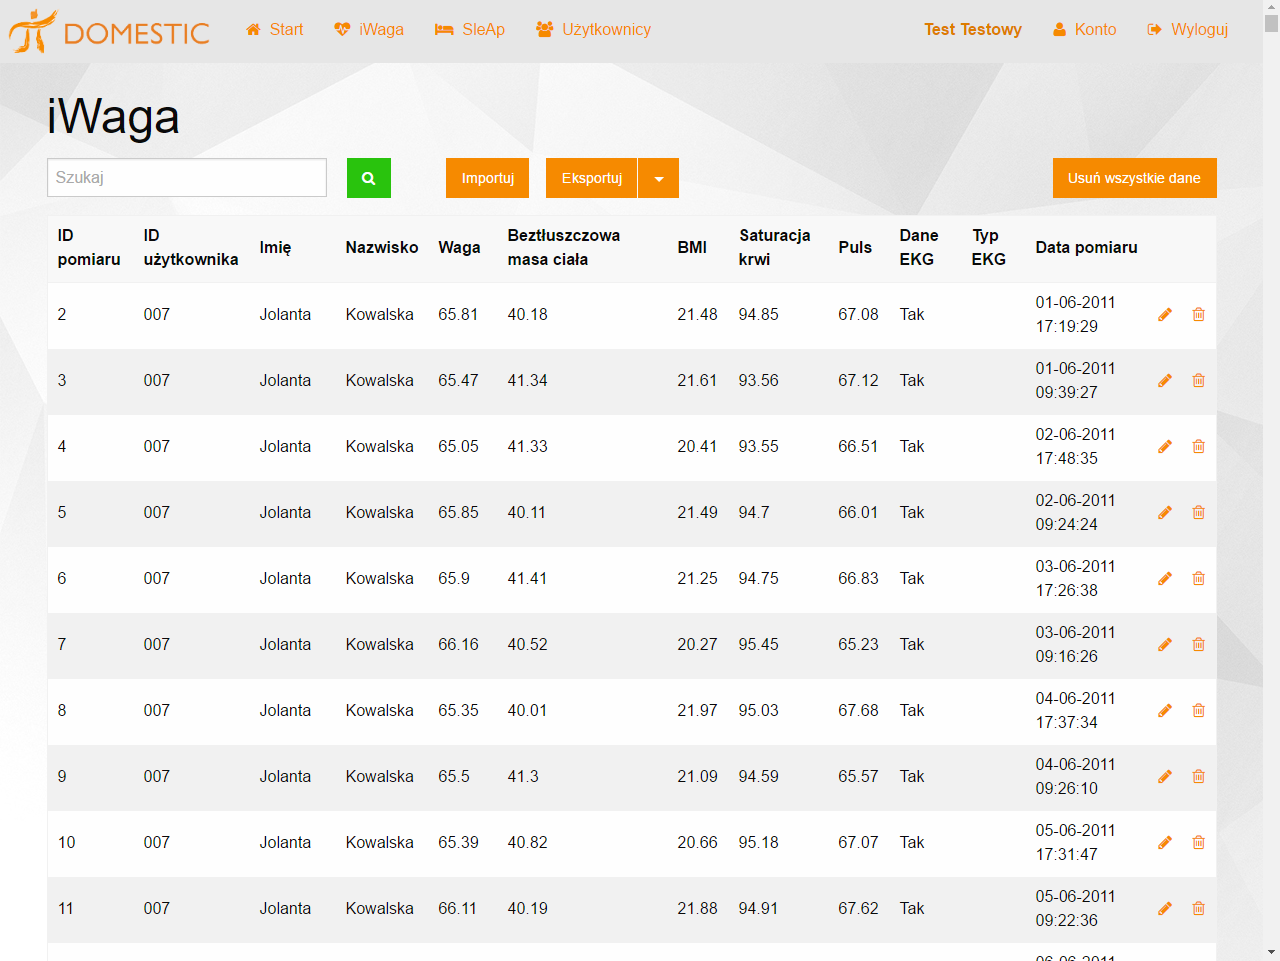 DOMESTIC Start iWaga SleAp Użytkownicy Test Testowy Konto Wyloguj
iWaga
Szukaj Importuj Eksportuj Usuń wszystkie dane
ID pomiaru ID użytkownika Imię Nazwisko Waga Beztłuszczowa masa ciała BMI Saturacja krwi Puls Dane EKG Typ EKG Data pomiaru
2 007 Jolanta Kowalska 65.81 40.18 21.48 94.85 67.08 Tak 01-06-2011 17:19:29
3 007 Jolanta Kowalska 65.47 41.34 21.61 93.56 67.12 Tak 01-06-2011 09:39:27
4 007 Jolanta Kowalska 65.05 41.33 20.41 93.55 66.51 Tak 02-06-2011 17:48:35
5 007 Jolanta Kowalska 65.85 40.11 21.49 94.7 66.01 Tak 02-06-2011 09:24:24
6 007 Jolanta Kowalska 65.9 41.41 21.25 94.75 66.83 Tak 03-06-2011 17:26:38
7 007 Jolanta Kowalska 66.16 40.52 20.27 95.45 65.23 Tak 03-06-2011 09:16:26
8 007 Jolanta Kowalska 65.35 40.01 21.97 95.03 67.68 Tak 04-06-2011 17:37:34
9 007 Jolanta Kowalska 65.5 41.3 21.09 94.59 65.57 Tak 04-06-2011 09:26:10
10 007 Jolanta Kowalska 65.39 40.82 20.66 95.18 67.07 Tak 05-06-2011 17:31:47
11 007 Jolanta Kowalska 66.11 40.19 21.88 94.91 67.62 Tak 05-06-2011 09:22:36